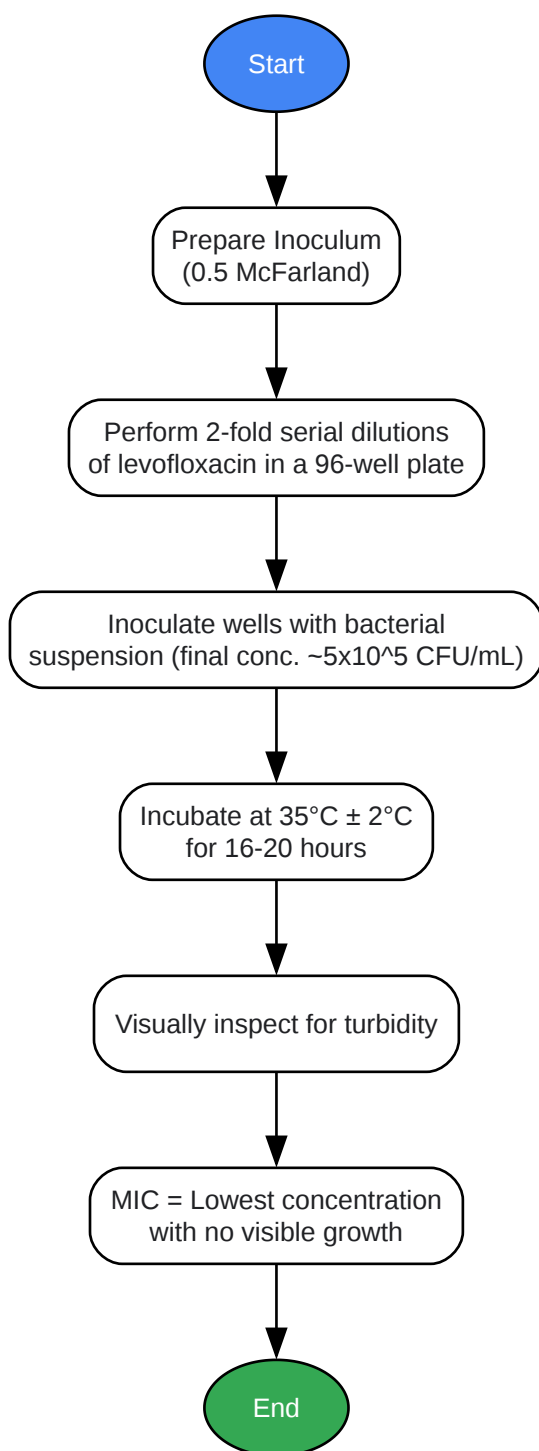 Start
Prepare Inoculum
(0.5 McFarland)
Perform 2-fold serial dilutions
of levofloxacin in a 96-well plate
Inoculate wells with bacterial
suspension (final conc. ~5x10^5 CFU/mL)
Incubate at 35°C ± 2°C
for 16-20 hours
Visually inspect for turbidity
MIC = Lowest concentration
with no visible growth
End